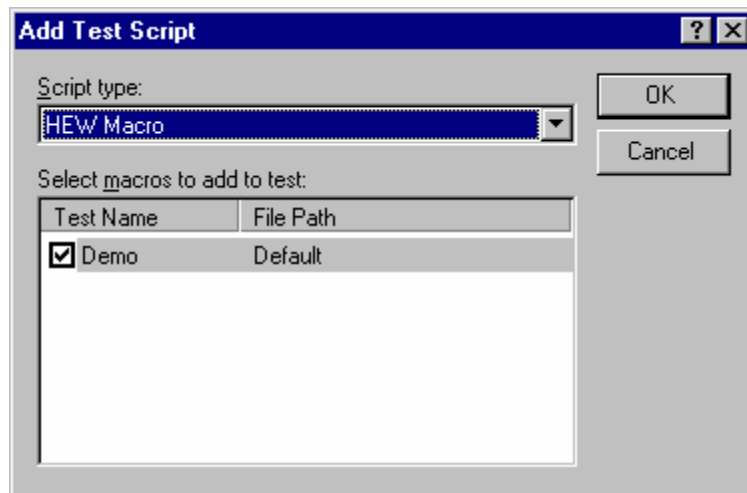 Add Test Script
Script type:
HEW Macro
OK
Cancel
Select macros to add to test:
Test Name File Path
Demo Default